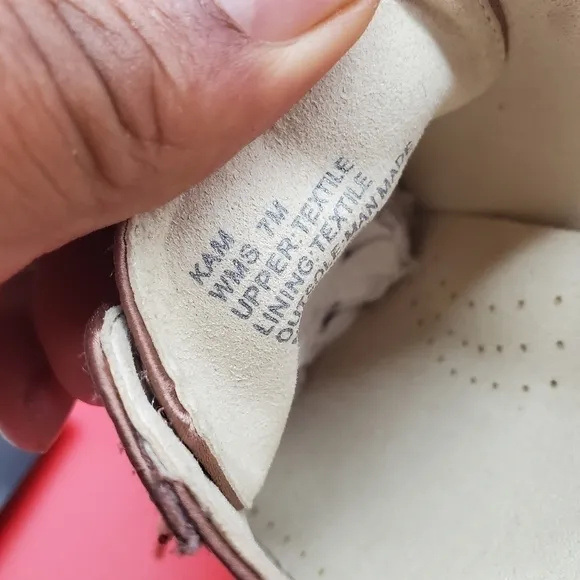 KAM
WMS 7M
UPPER:TEXTILE
LINING:TEXTILE
OUTSOLE:MAN MADE